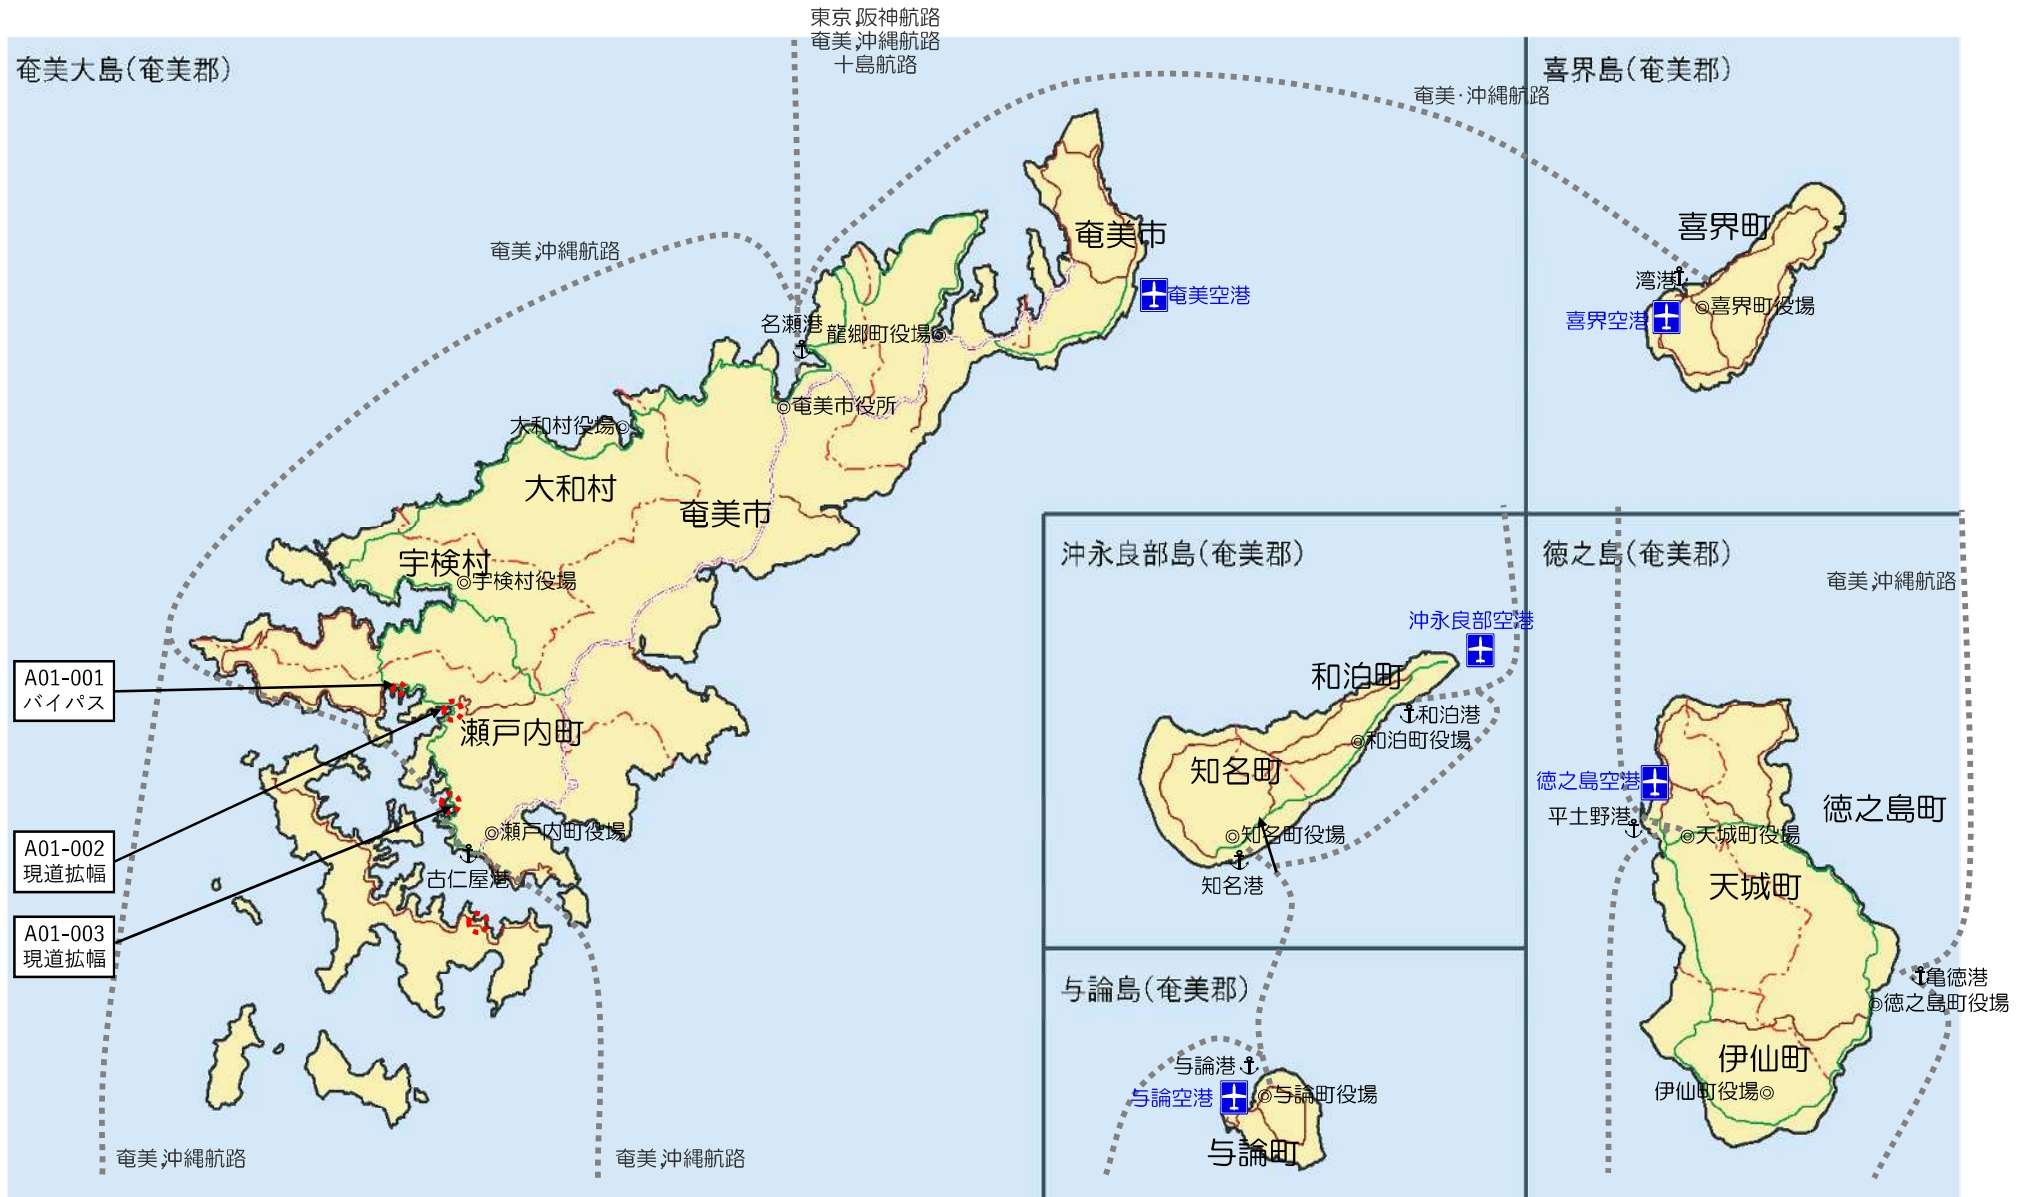 東京,阪神航路
奄美,沖縄航路
十島航路
奄美大島(奄美郡)
喜界島(奄美郡)
奄美・沖縄航路
奄美,沖縄航路
奄美市
喜界町
湾港
奄美空港
喜界空港
◎喜界町役場
名瀬港
龍郷町役場◎
◎奄美市役所
大和村役場◎
大和村
奄美市
宇検村
◎宇検村役場
沖永良部島(奄美郡)
徳之島(奄美郡)
奄美,沖縄航路
沖永良部空港
和泊町
和泊港
◎和泊町役場
知名町
◎知名町役場
知名港
A01-001
バイパス
瀬戸内町
◎瀬戸内町役場
古仁屋港
A01-002
現道拡幅
A01-003
現道拡幅
徳之島空港
平土野港
◎天城町役場
徳之島町
天城町
亀徳港
◎徳之島町役場
伊仙町
伊仙町役場◎
与論島(奄美郡)
与論港
与論空港
◎与論町役場
与論町
奄美,沖縄航路
奄美,沖縄航路